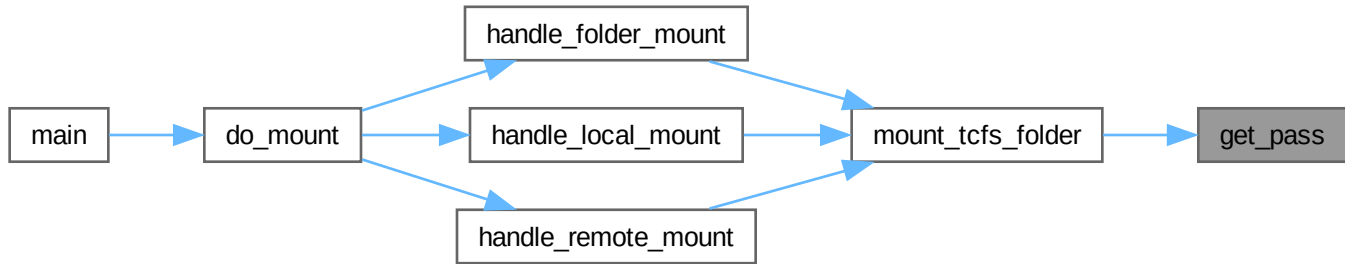 handle_folder_mount
main
do_mount
handle_local_mount
mount_tcfs_folder
get_pass
handle_remote_mount